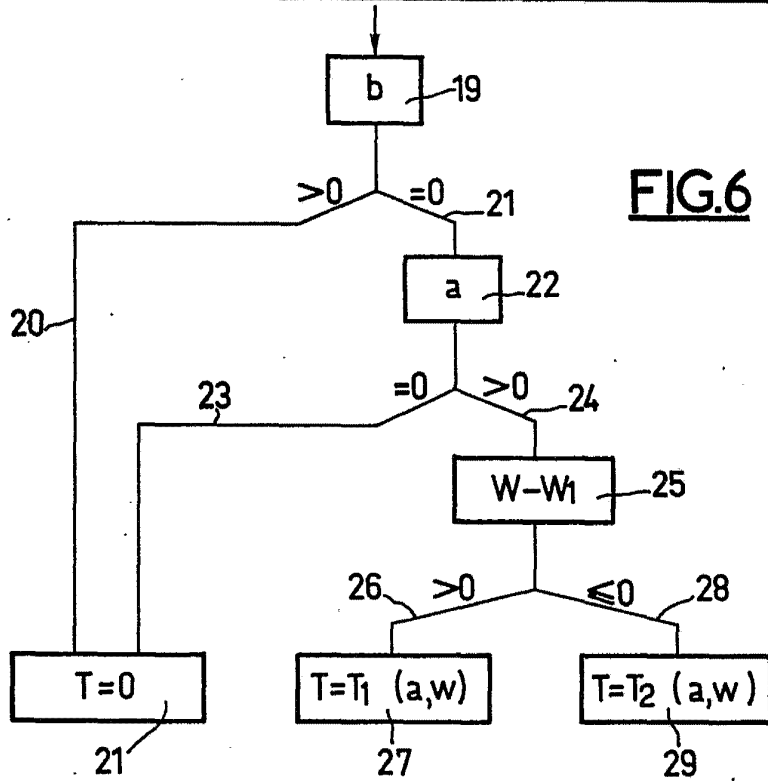 b 19
>0 =0 21
FIG.6
a 22
20
=0 >0 24
23
W-W1 25
26 >0 ≤0 28
T=0
T=T1 (a,w)
T=T2 (a,w)
21
27
29